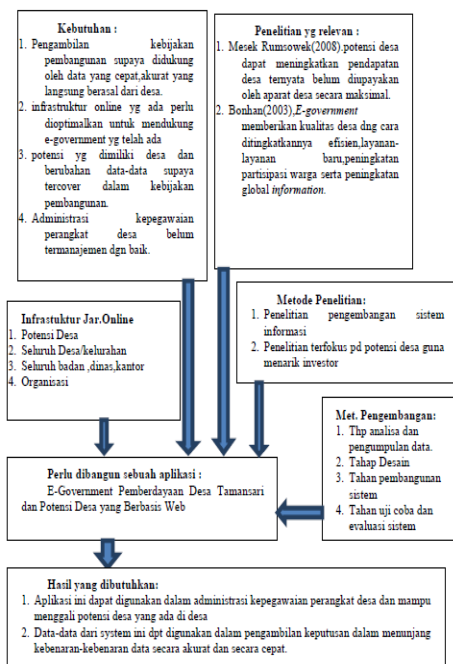 Kebutuhan :
1. Pengambilan kebijakan
pembangunan supaya didukung
oleh data yang cepat,akurat yang
langsung berasal dari desa.
2. infrastruktur online yg ada perlu
dioptimalkan untuk mendukung
e-government yg telah ada
3. potensi yg dimiliki desa dan
berubahan data-data supaya
tercover dalam kebijakan
pembangunan.
4. Administrasi kepegawaian
perangkat desa belum
termanajemen dgn baik.
Penelitian yg relevan :
1. Mesek Rumsowek(2008).potensi desa
dapat meningkatkan pendapatan
desa ternyata belum diupayakan
oleh aparat desa secara maksimal.
2. Bonhan(2003),E-government
memberikan kualitas desa dng cara
ditingkatkannya efisien,layanan-
layanan baru,peningkatan
partisipasi warga serta peningkatan
global information.
Infrastuktur Jar.Online
1. Potensi Desa
2. Seluruh Desa/kelurahan
3. Seluruh badan ,dinas,kantor
4. Organisasi
Metode Penelitian:
1. Penelitian pengembangan sistem
informasi
2. Penelitian terfokus pd potensi desa guna
menarik investor
Met. Pengembangan:
1. Thp analisa dan
pengumpulan data.
2. Tahap Desain
3. Tahan pembangunan
sistem
4. Tahan uji coba dan
evaluasi sistem
Perlu dibangun sebuah aplikasi :
E-Government Pemberdayaan Desa Tamansari
dan Potensi Desa yang Berbasis Web
Hasil yang dibutuhkan:
1. Aplikasi ini dapat digunakan dalam administrasi kepegawaian perangkat desa dan mampu
menggali potensi desa yang ada di desa
2. Data-data dari system ini dpt digunakan dalam pengambilan keputusan dalam menunjang
kebenaran-kebenaran data secara akurat dan secara cepat.